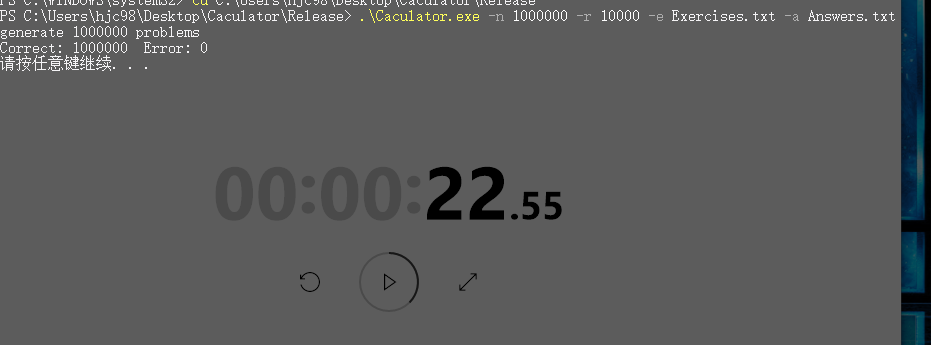 PS C:\WINDOWS\system32> cd C:\Users\hjc98\Desktop\Caculator\Release
PS C:\Users\hjc98\Desktop\Caculator\Release> .\Caculator.exe -n 1000000 -r 10000 -e Exercises.txt -a Answers.txt
generate 1000000 problems
Correct: 1000000  Error: 0
请按任意键继续. . .
00:00:22.55